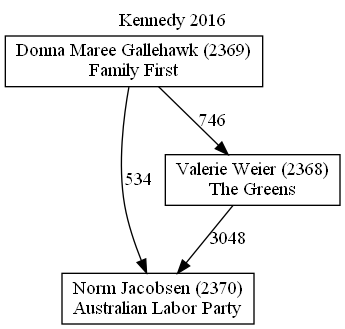 Kennedy 2016
Donna Maree Gallehawk (2369)
Family First
746
Valerie Weier (2368)
The Greens
534
3048
Norm Jacobsen (2370)
Australian Labor Party